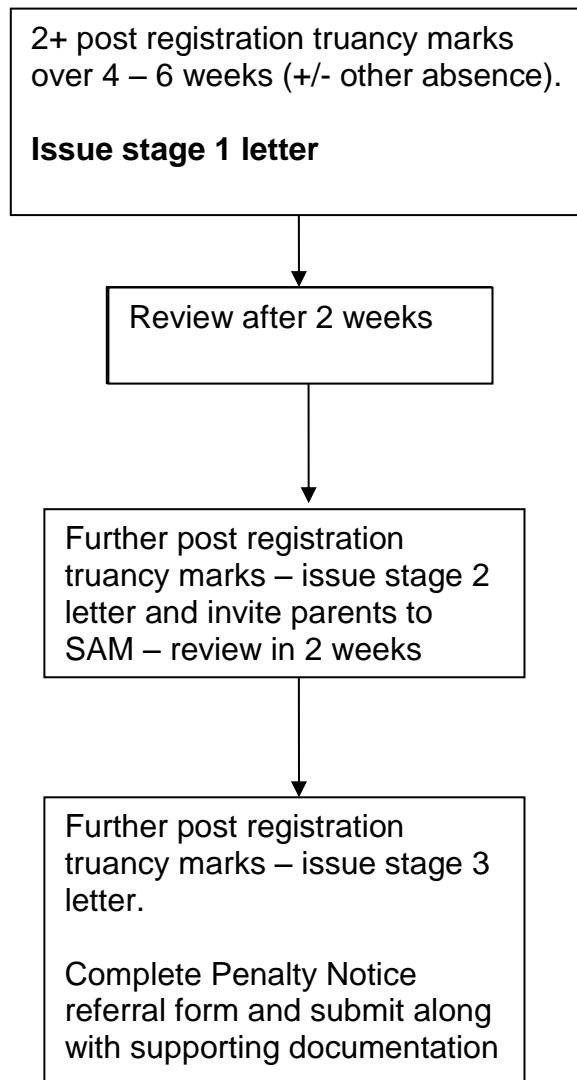 2+ post registration truancy marks
over 4 – 6 weeks (+/- other absence).
Issue stage 1 letter
Review after 2 weeks
Further post registration
truancy marks – issue stage 2
letter and invite parents to
SAM – review in 2 weeks
Further post registration
truancy marks – issue stage 3
letter.
Complete Penalty Notice
referral form and submit along
with supporting documentation